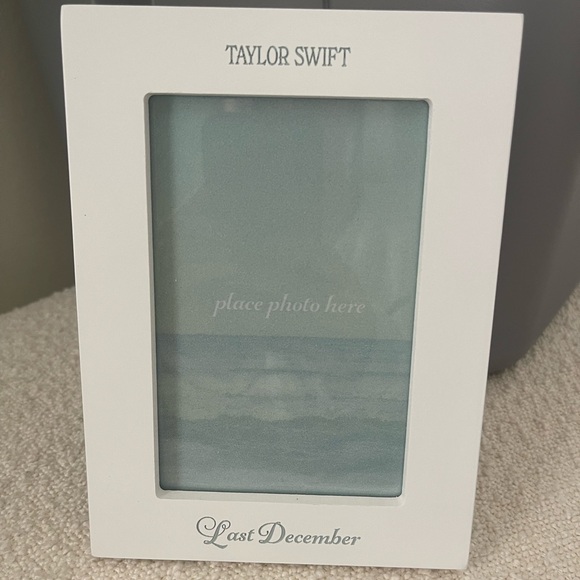 TAYLOR SWIFT
place photo here
Last December